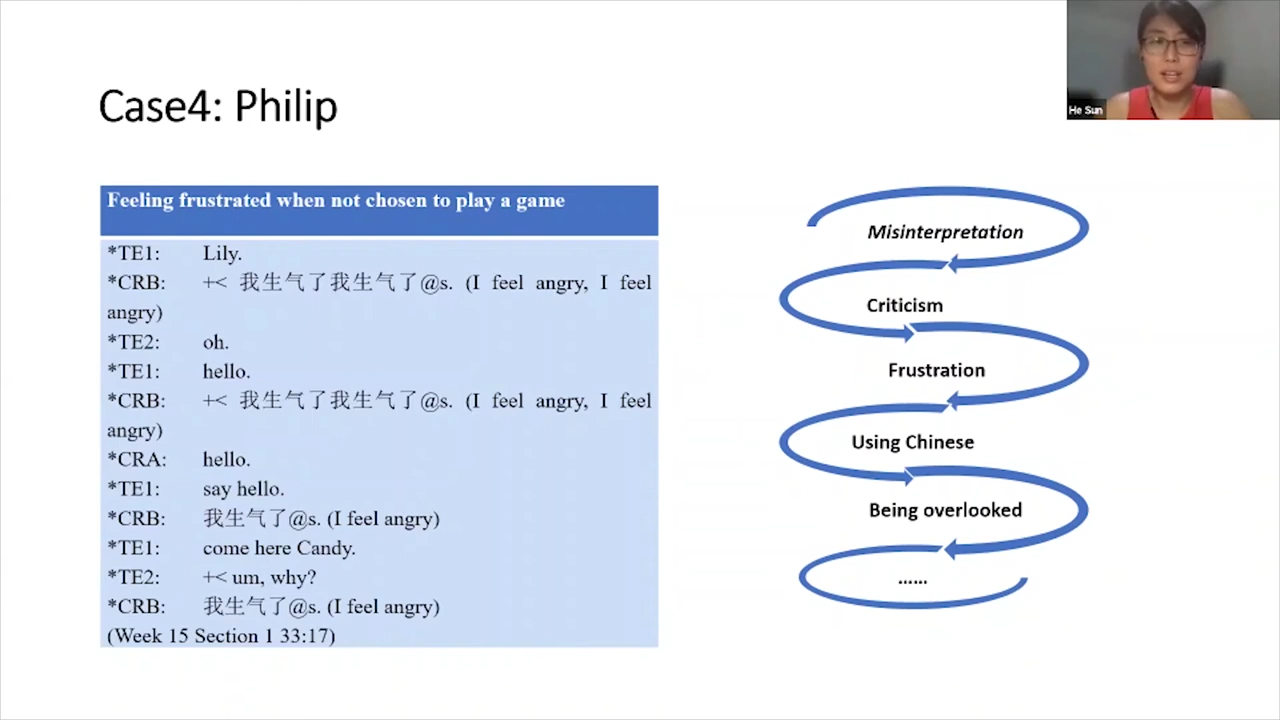 He Sun
Case4: Philip
Feeling frustrated when not chosen to play a game
*TE1: Lily.
*CRB: +< 我生气了我生气了@s. (I feel angry, I feel
angry)
*TE2: oh.
*TE1: hello.
*CRB: +< 我生气了我生气了@s. (I feel angry, I feel
angry)
*CRA: hello.
*TE1: say hello.
*CRB: 我生气了@s. (I feel angry)
*TE1: come here Candy.
*TE2: +< um, why?
*CRB: 我生气了@s. (I feel angry)
(Week 15 Section 1 33:17)
Misinterpretation
Criticism
Frustration
Using Chinese
Being overlooked
......